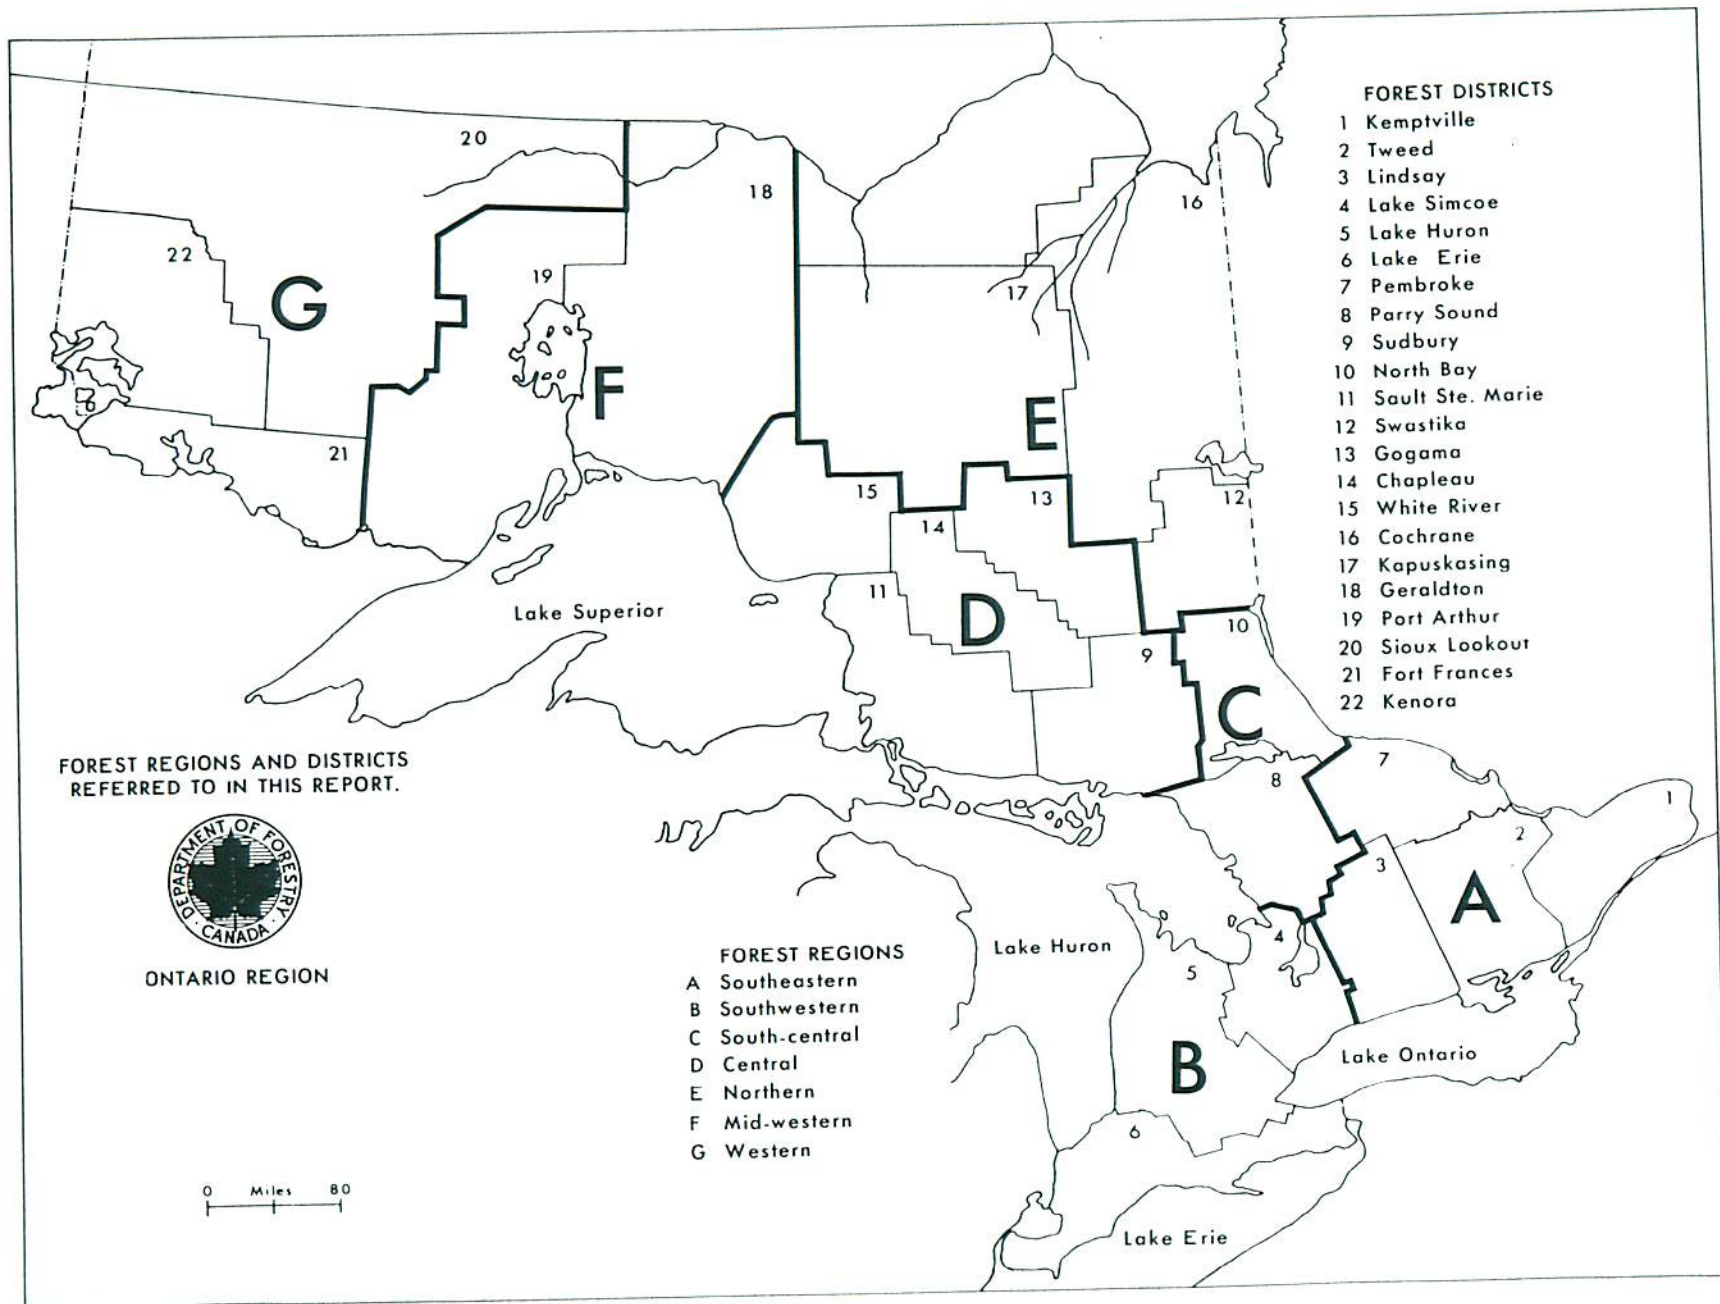 FOREST DISTRICTS
1 Kemptville
2 Tweed
3 Lindsay
4 Lake Simcoe
5 Lake Huron
6 Lake Erie
7 Pembroke
8 Parry Sound
9 Sudbury
10 North Bay
11 Sault Ste. Marie
12 Swastika
13 Gogama
14 Chapleau
15 White River
16 Cochrane
17 Kapuskasing
18 Geraldton
19 Port Arthur
20 Sioux Lookout
21 Fort Frances
22 Kenora
20
18
16
22
G
19
17
F
E
21
15
13
12
14
11
D
Lake Superior
10
9
C
7
8
1
2
3
A
4
Lake Huron
5
B
Lake Ontario
6
Lake Erie
FOREST REGIONS AND DISTRICTS
REFERRED TO IN THIS REPORT.
DEPARTMENT OF FORESTRY
· CANADA ·
ONTARIO REGION
FOREST REGIONS
A Southeastern
B Southwestern
C South-central
D Central
E Northern
F Mid-western
G Western
0 Miles 80